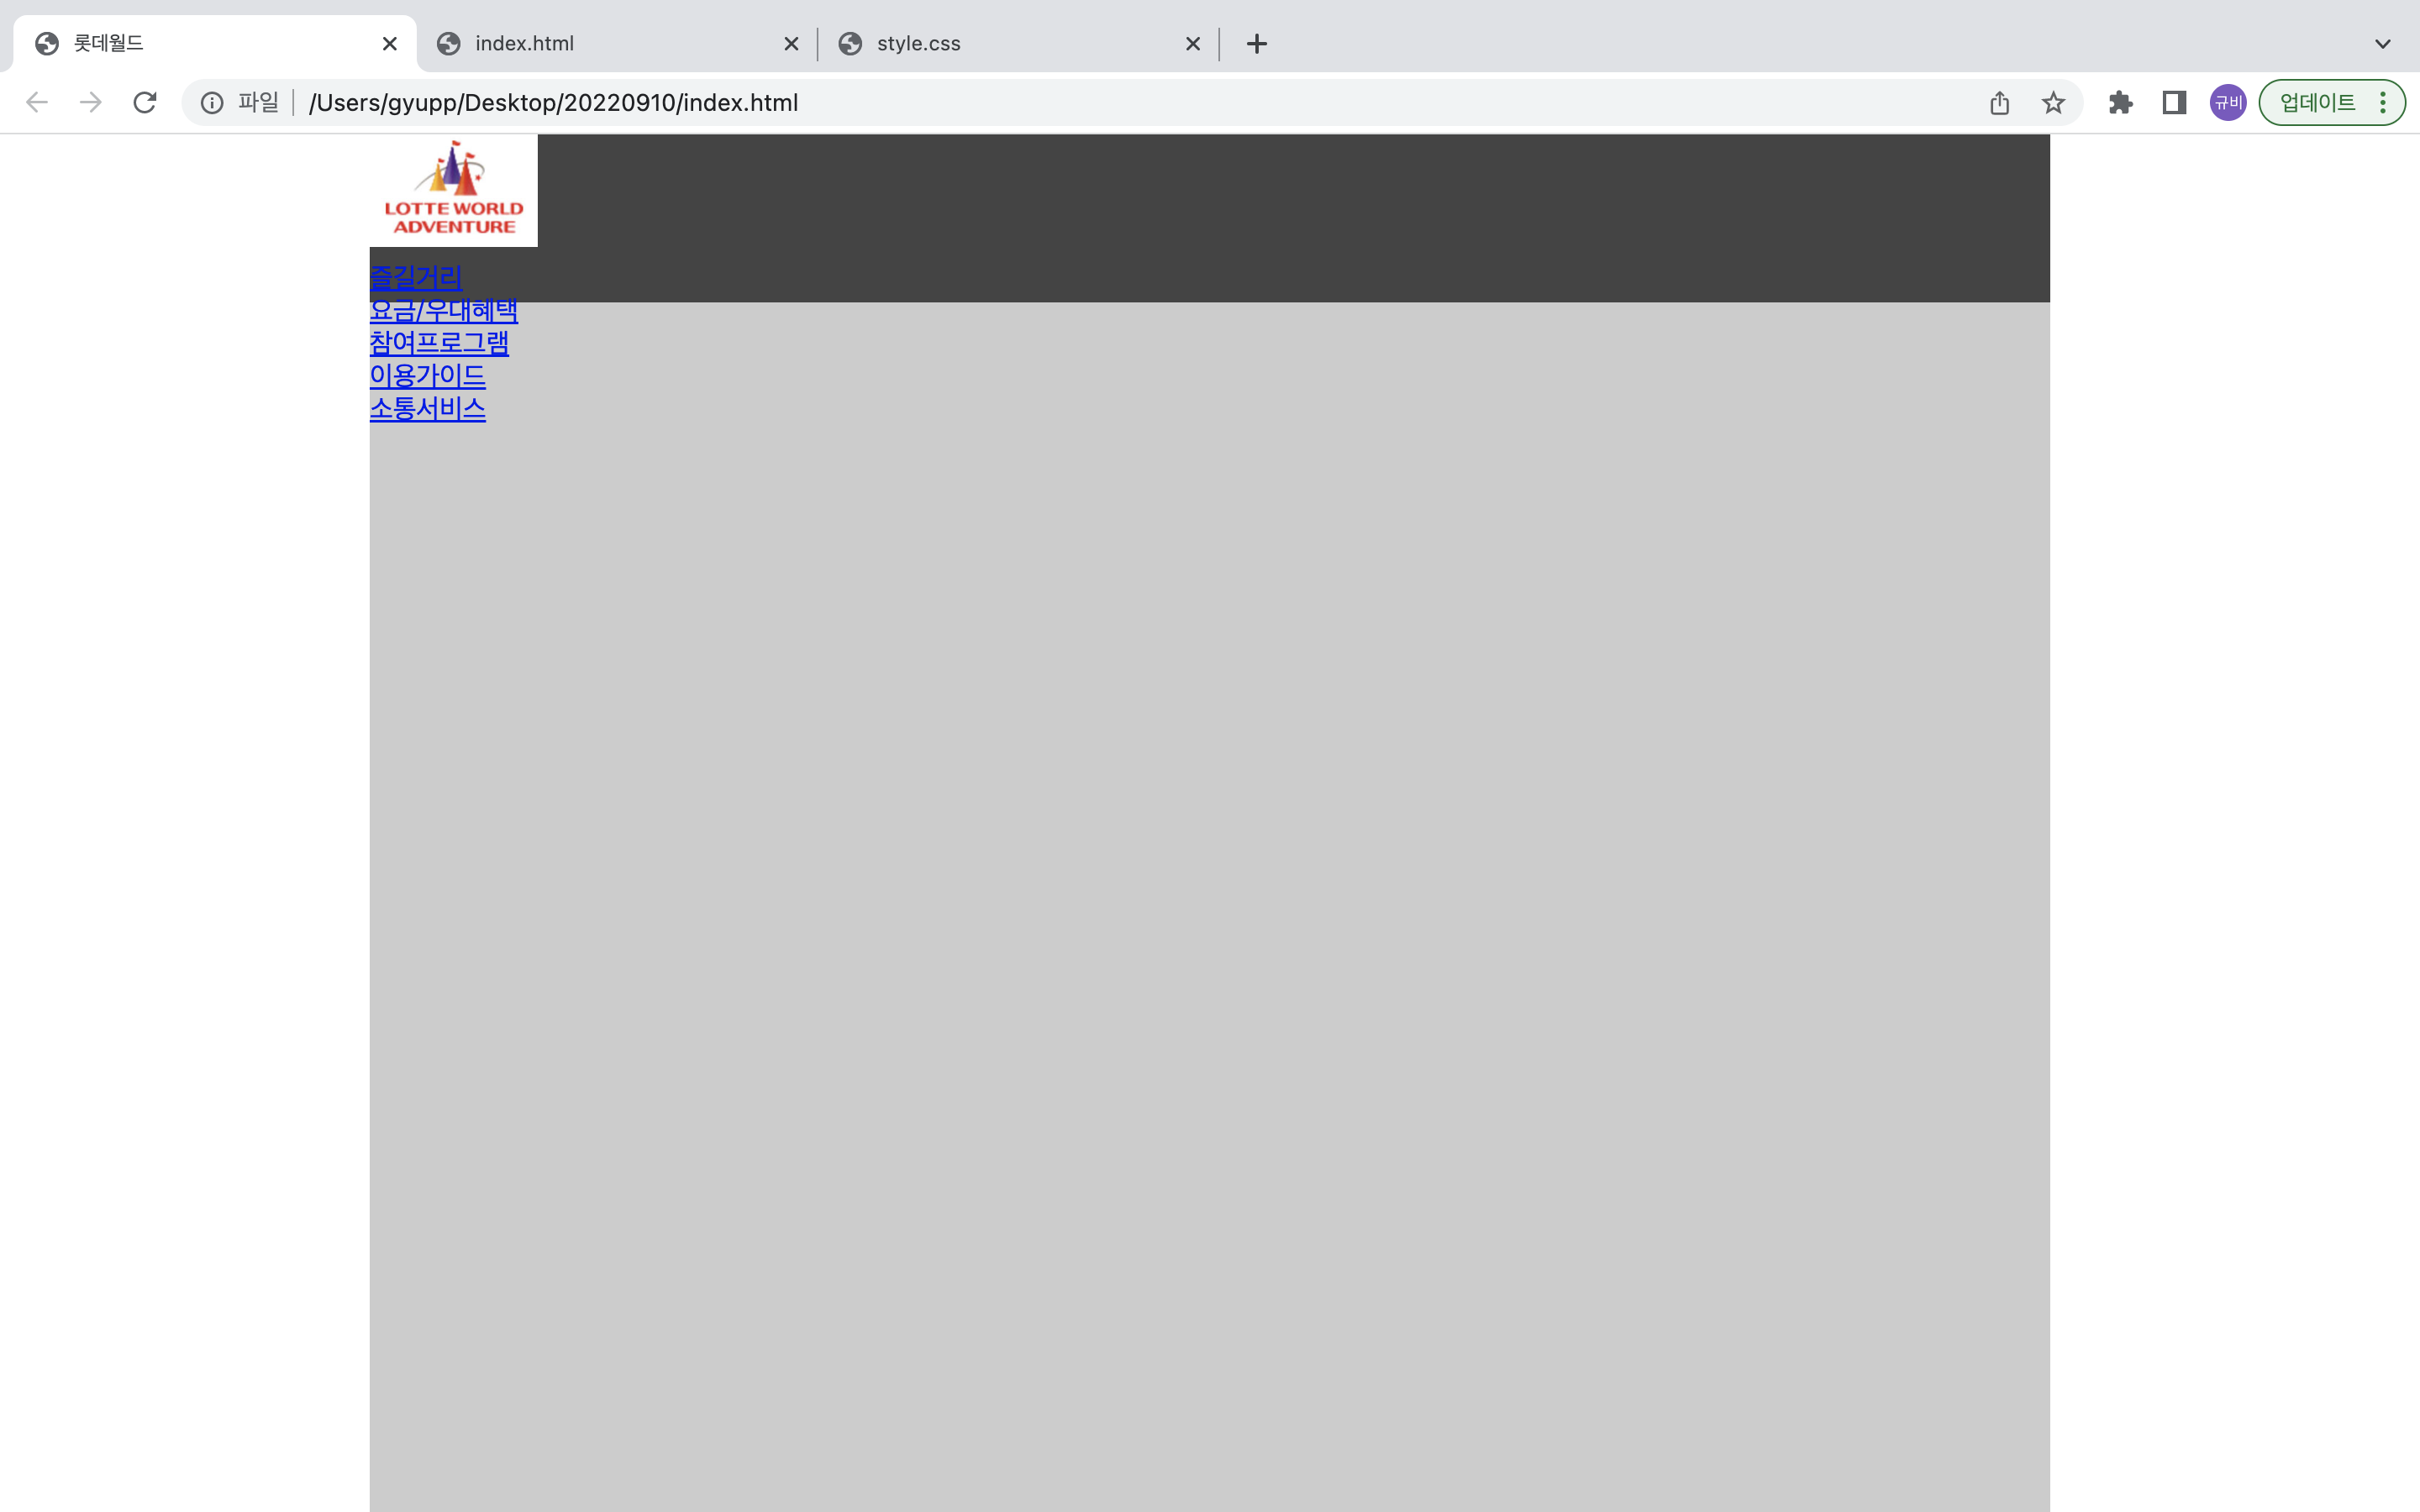 롯데월드
index.html
style.css
파일
/Users/gyupp/Desktop/20220910/index.html
규비
업데이트
LOTTE WORLD
ADVENTURE
즐길거리
요금/우대혜택
참여프로그램
이용가이드
소통서비스